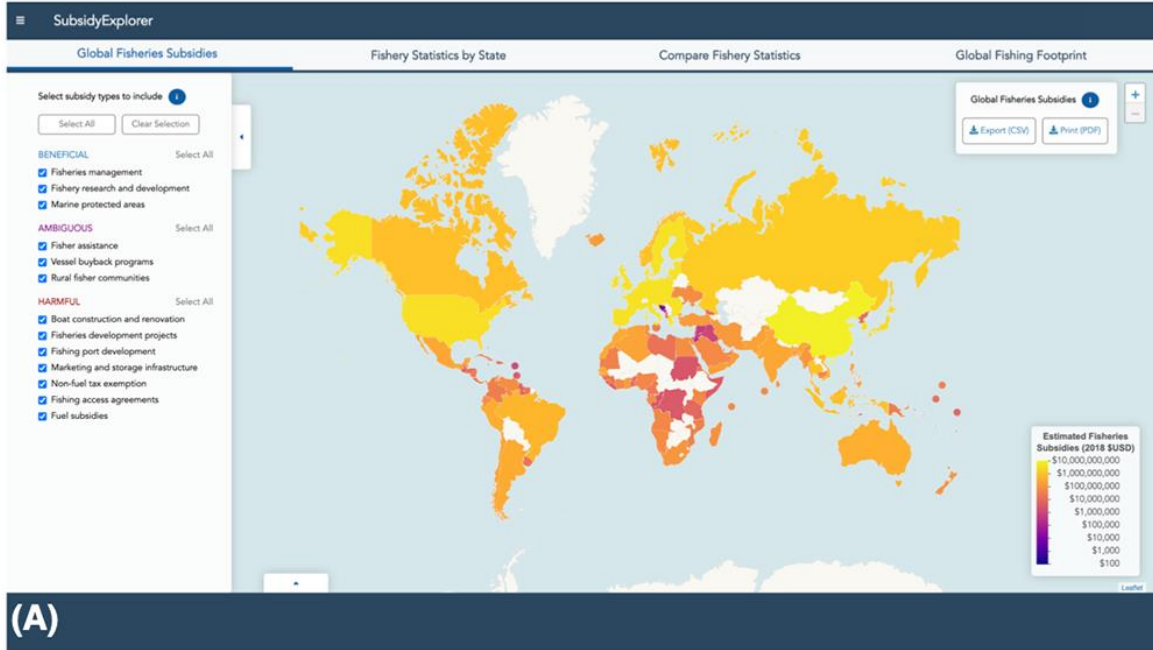 ≡ SubsidyExplorer
Global Fisheries Subsidies Fishery Statistics by State Compare Fishery Statistics Global Fishing Footprint
Select subsidy types to include i
Select All Clear Selection
BENEFICIAL Select All
Fisheries management
Fishery research and development
Marine protected areas
AMBIGUOUS Select All
Fisher assistance
Vessel buyback programs
Rural fisher communities
HARMFUL Select All
Boat construction and renovation
Fisheries development projects
Fishing port development
Marketing and storage infrastructure
Non-fuel tax exemption
Fishing access agreements
Fuel subsidies
Global Fisheries Subsidies i
Export (CSV) Print (PDF)
+
−
Estimated Fisheries
Subsidies (2018 $USD)
$10,000,000,000
$1,000,000,000
$100,000,000
$10,000,000
$1,000,000
$100,000
$10,000
$1,000
$100
Leaflet
(A)